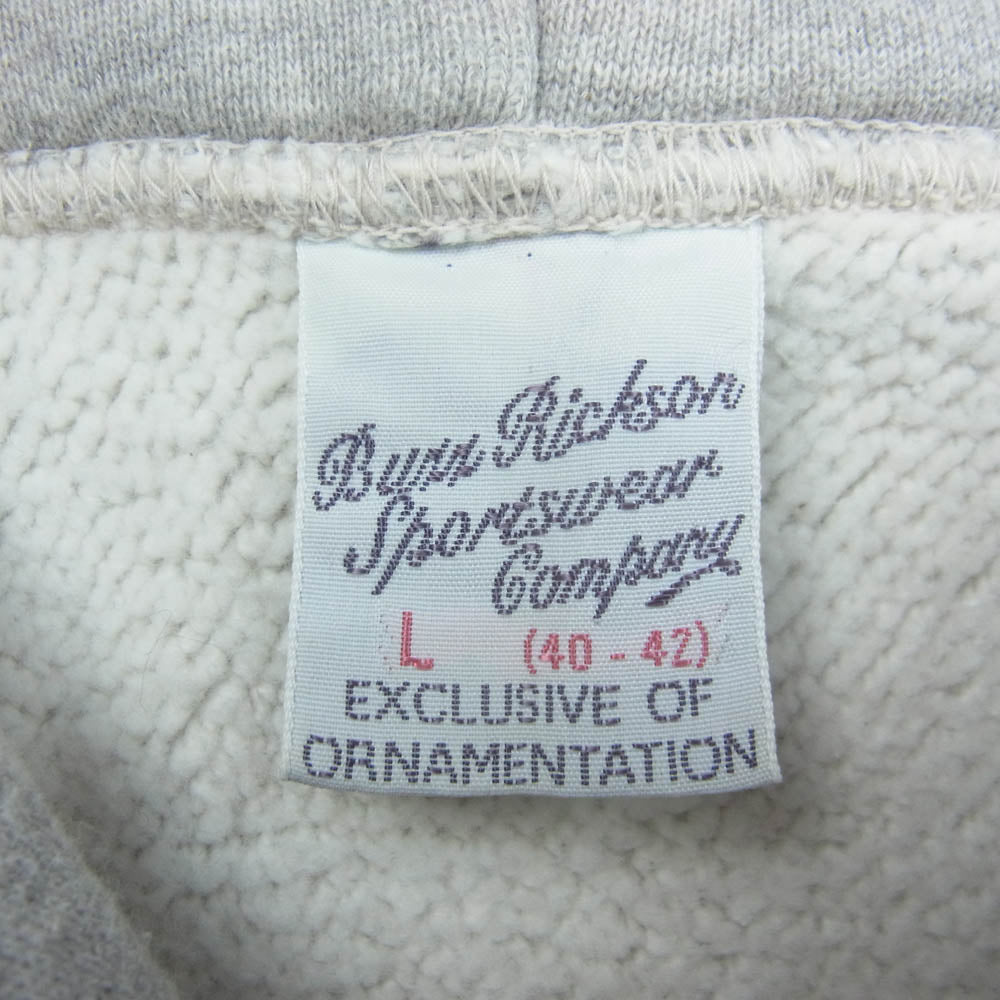 Buzz Rickson
Sportswear
Company
L (40 - 42)
EXCLUSIVE OF
ORNAMENTATION